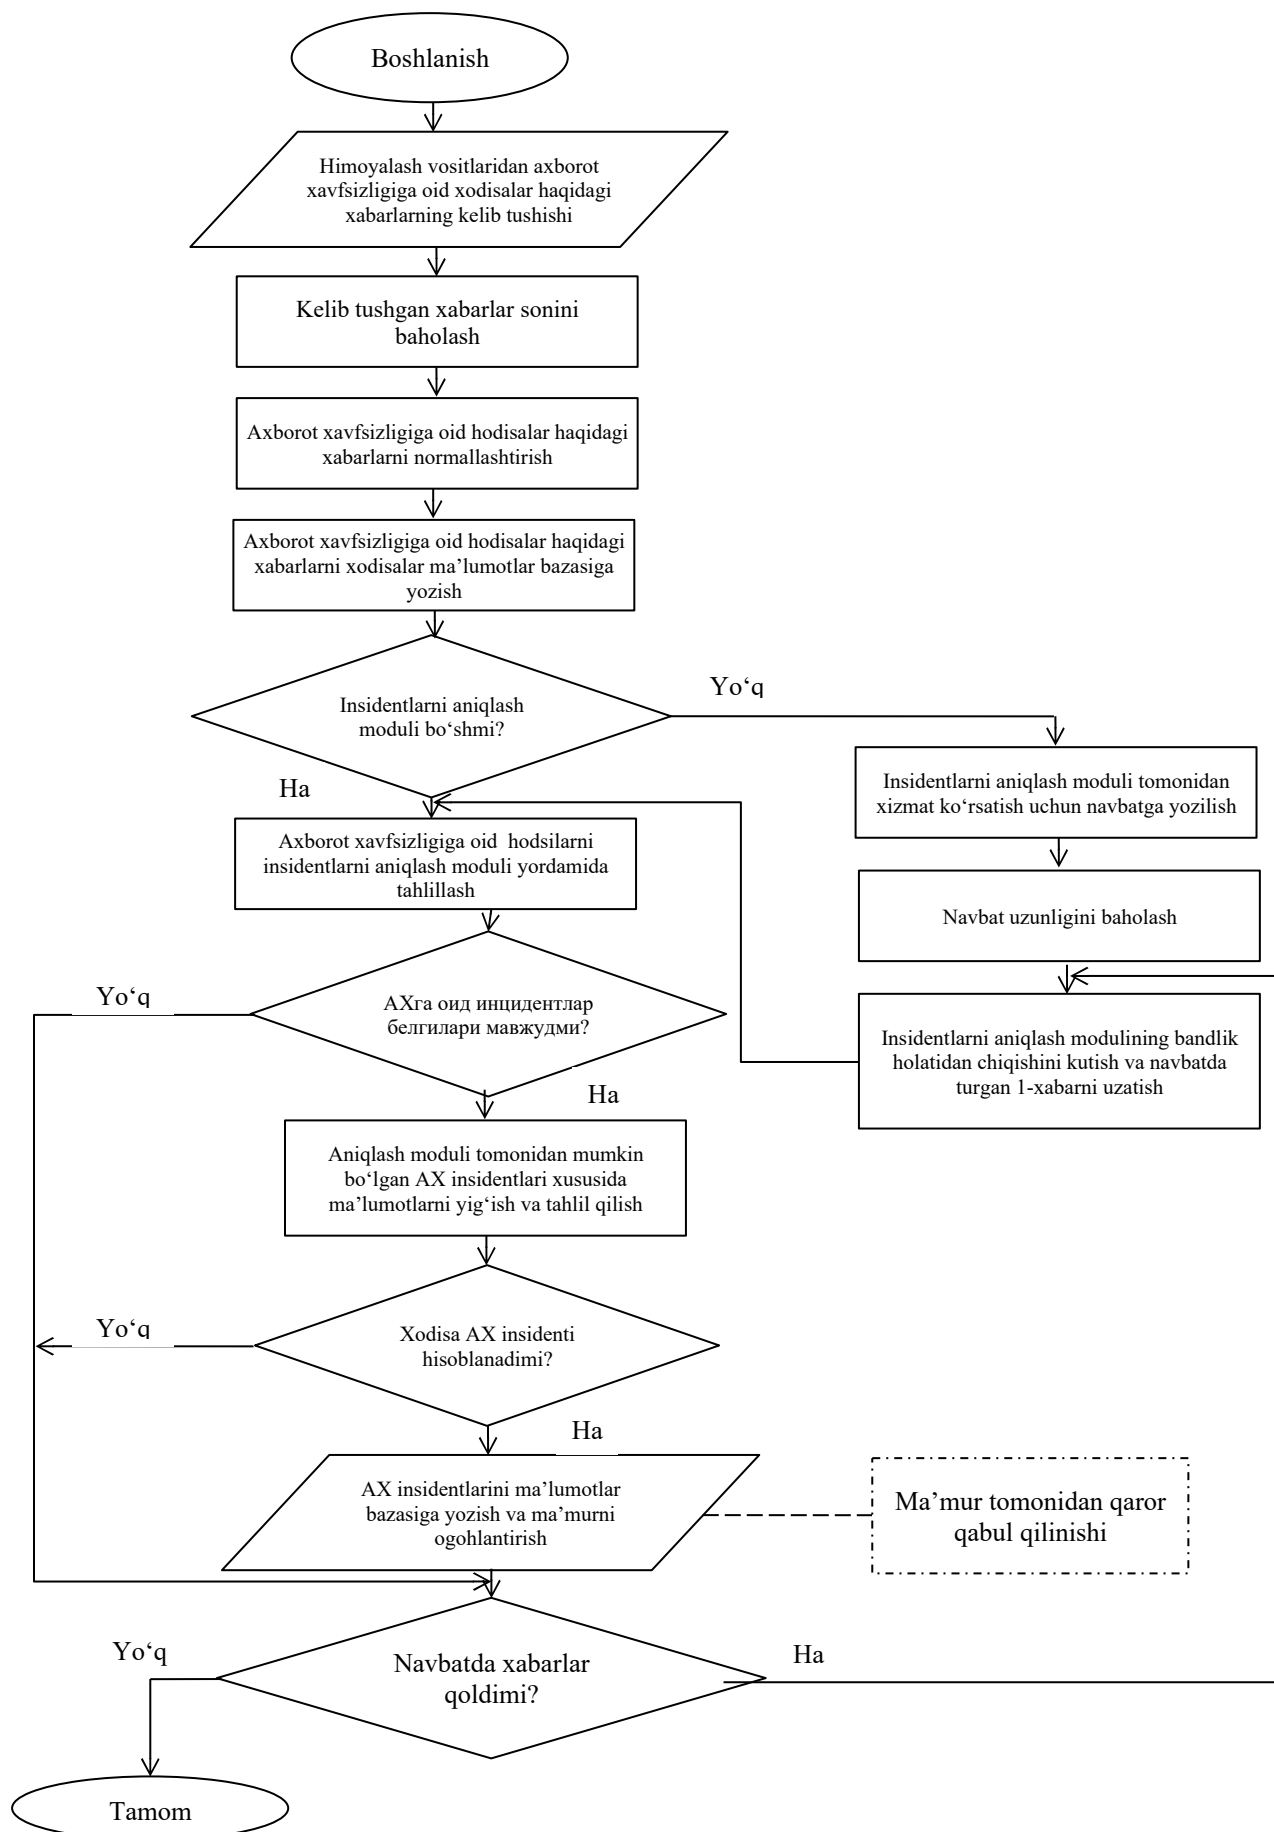 Boshlanish
Himoyalash vositlaridan axborot
xavfsizligiga oid xodisalar haqidagi
xabarlarning kelib tushishi
Kelib tushgan xabarlar sonini
baholash
Axborot xavfsizligiga oid hodisalar haqidagi
xabarlarni normallashtirish
Axborot xavfsizligiga oid hodisalar haqidagi
xabarlarni xodisalar ma’lumotlar bazasiga
yozish
Insidentlarni aniqlash
moduli bo‘shmi?
Yo‘q
Ha
Insidentlarni aniqlash moduli tomonidan
xizmat ko‘rsatish uchun navbatga yozilish
Axborot xavfsizligiga oid  hodsilarni
insidentlarni aniqlash moduli yordamida
tahlillash
Navbat uzunligini baholash
Yo‘q
АХга оид инцидентлар
белгилари мавжудми?
Insidentlarni aniqlash modulining bandlik
holatidan chiqishini kutish va navbatda
turgan 1-xabarni uzatish
Ha
Aniqlash moduli tomonidan mumkin
bo‘lgan AX insidentlari xususida
ma’lumotlarni yig‘ish va tahlil qilish
Yo‘q
Xodisa AX insidenti
hisoblanadimi?
Ha
AX insidentlarini ma’lumotlar
bazasiga yozish va ma’murni
ogohlantirish
Ma’mur tomonidan qaror
qabul qilinishi
Yo‘q
Navbatda xabarlar
qoldimi?
Ha
Tamom